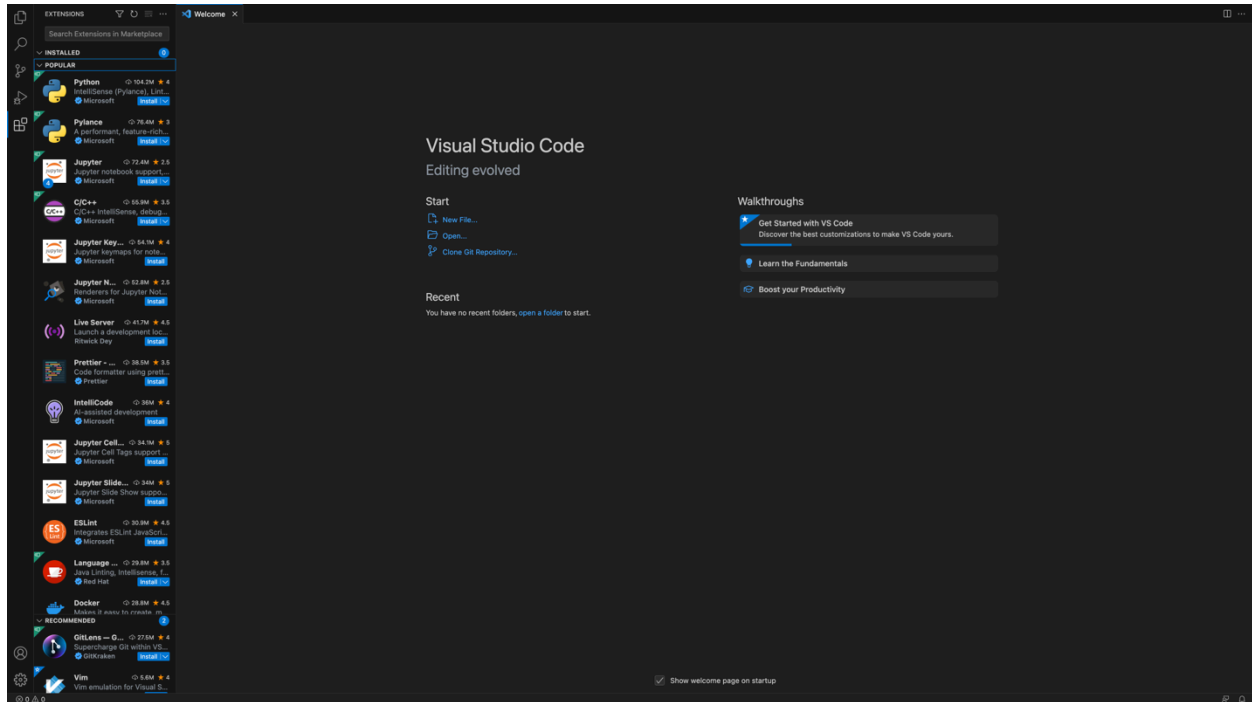 EXTENSIONS
Search Extensions in Marketplace
INSTALLED 0
POPULAR
Python 104.2M ★ 4
IntelliSense (Pylance), Lint...
Microsoft Install
Pylance 76.4M ★ 3
A performant, feature-rich...
Microsoft Install
Jupyter 72.4M ★ 2.5
Jupyter notebook support,...
4 Microsoft Install
C/C++ 55.9M ★ 3.5
C/C++ IntelliSense, debug...
Microsoft Install
Jupyter Key... 54.1M ★ 4
Jupyter keymaps for note...
Microsoft Install
Jupyter N... 52.8M ★ 2.5
Renderers for Jupyter Not...
Microsoft Install
Live Server 41.7M ★ 4.5
Launch a development loc...
Ritwick Dey Install
Prettier - ... 38.5M ★ 3.5
Code formatter using prett...
Prettier Install
IntelliCode 36M ★ 4
AI-assisted development
Microsoft Install
Jupyter Cell... 34.1M ★ 5
Jupyter Cell Tags support ...
Microsoft Install
Jupyter Slide... 34M ★ 5
Jupyter Slide Show suppo...
Microsoft Install
ESLint 30.9M ★ 4.5
Integrates ESLint JavaScri...
Microsoft Install
Language ... 29.8M ★ 3.5
Java Linting, Intellisense, f...
Red Hat Install
Docker 28.8M ★ 4.5
Makes it easy to create, m...
RECOMMENDED 2
GitLens — G... 27.5M ★ 4
Supercharge Git within VS...
GitKraken Install
Vim 5.6M ★ 4
Vim emulation for Visual S...
0 0
Welcome
Visual Studio Code
Editing evolved
Start
New File...
Open...
Clone Git Repository...
Recent
You have no recent folders, open a folder to start.
Walkthroughs
Get Started with VS Code
Discover the best customizations to make VS Code yours.
Learn the Fundamentals
Boost your Productivity
Show welcome page on startup